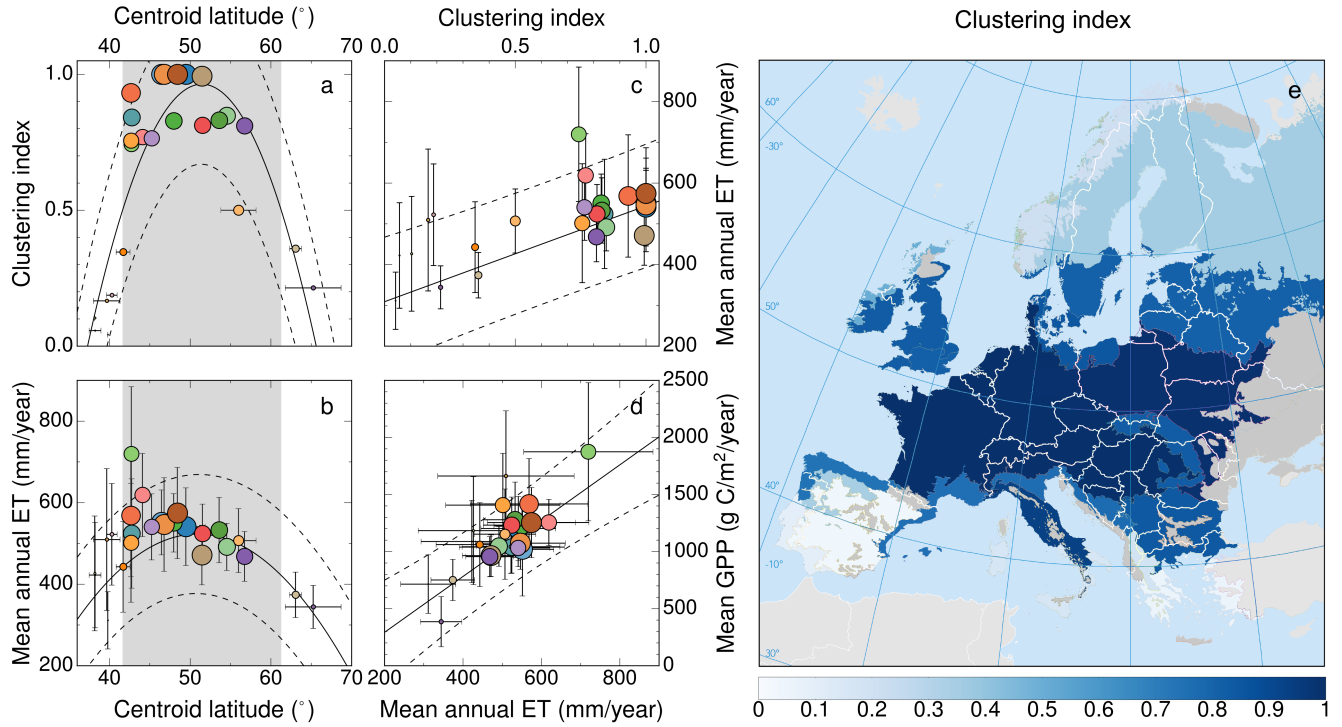 Centroid latitude (°)
40 50 60 70
Clustering index
0.0 0.5 1.0
Clustering index
a
c
e
1.0
0.5
0.0
Clustering index
800
600
400
200
Mean annual ET (mm/year)
b
d
800
600
400
200
Mean annual ET (mm/year)
2500
2000
1500
1000
500
0
Mean GPP (g C/m²/year)
40 50 60 70
Centroid latitude (°)
200 400 600 800
Mean annual ET (mm/year)
60°
-30°
50°
40°
-10°
30°
0 0.1 0.2 0.3 0.4 0.5 0.6 0.7 0.8 0.9 1